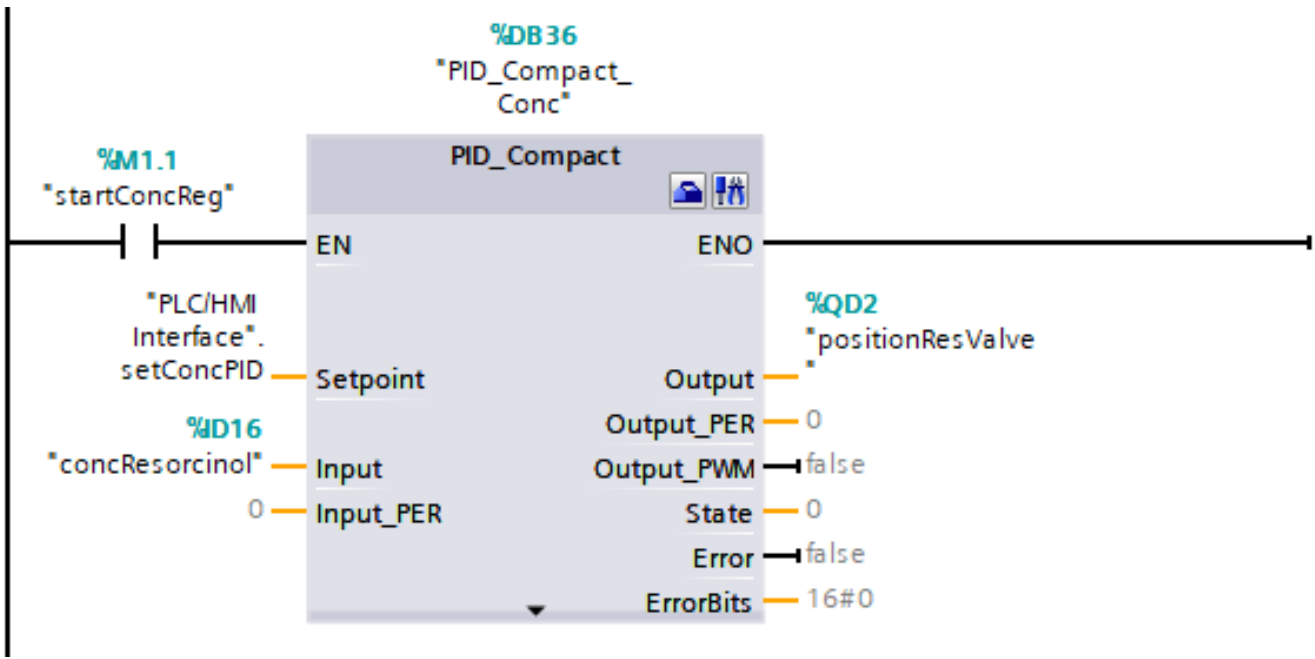 %DB36
"PID_Compact_
Conc"
%M1.1
"startConcReg"
PID_Compact
EN
ENO
"PLC/HMI
Interface".
setConcPID
Setpoint
%QD2
"positionResValve
"
Output
%ID16
"concResorcinol"
Input
Output_PER
0
Output_PWM
false
0
Input_PER
State
0
Error
false
ErrorBits
16#0